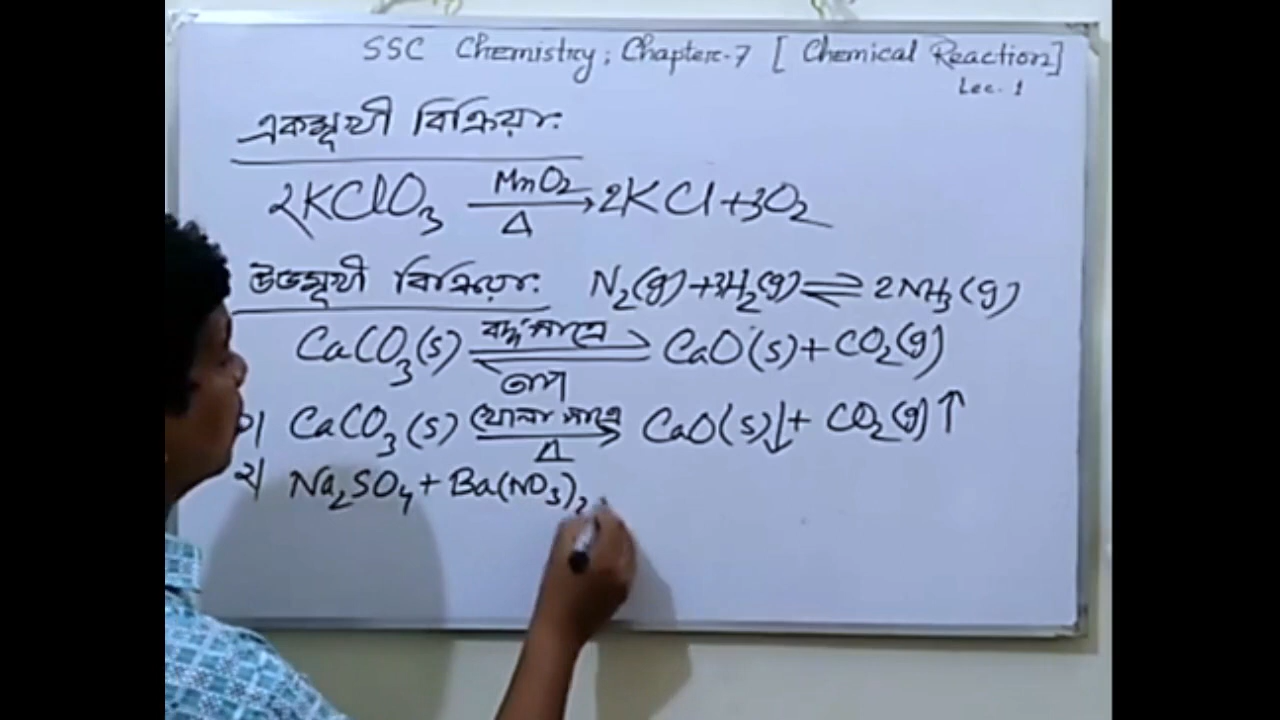 SSC Chemistry; Chapter-7 [Chemical Reaction]
Lec. 1
একমুখী বিক্রিয়া:
2KClO₃ MnO₂ Δ → 2KCl + 3O₂
উভমুখী বিক্রিয়া: N₂(g) + 3H₂(g) ⇌ 2NH₃(g)
CaCO₃(s) বদ্ধ পাত্রে ⇌ তাপ CaO(s) + CO₂(g)
১) CaCO₃(s) খোলা পাত্রে → Δ CaO(s)↓ + CO₂(g)↑
২) Na₂SO₄ + Ba(NO₃)₂